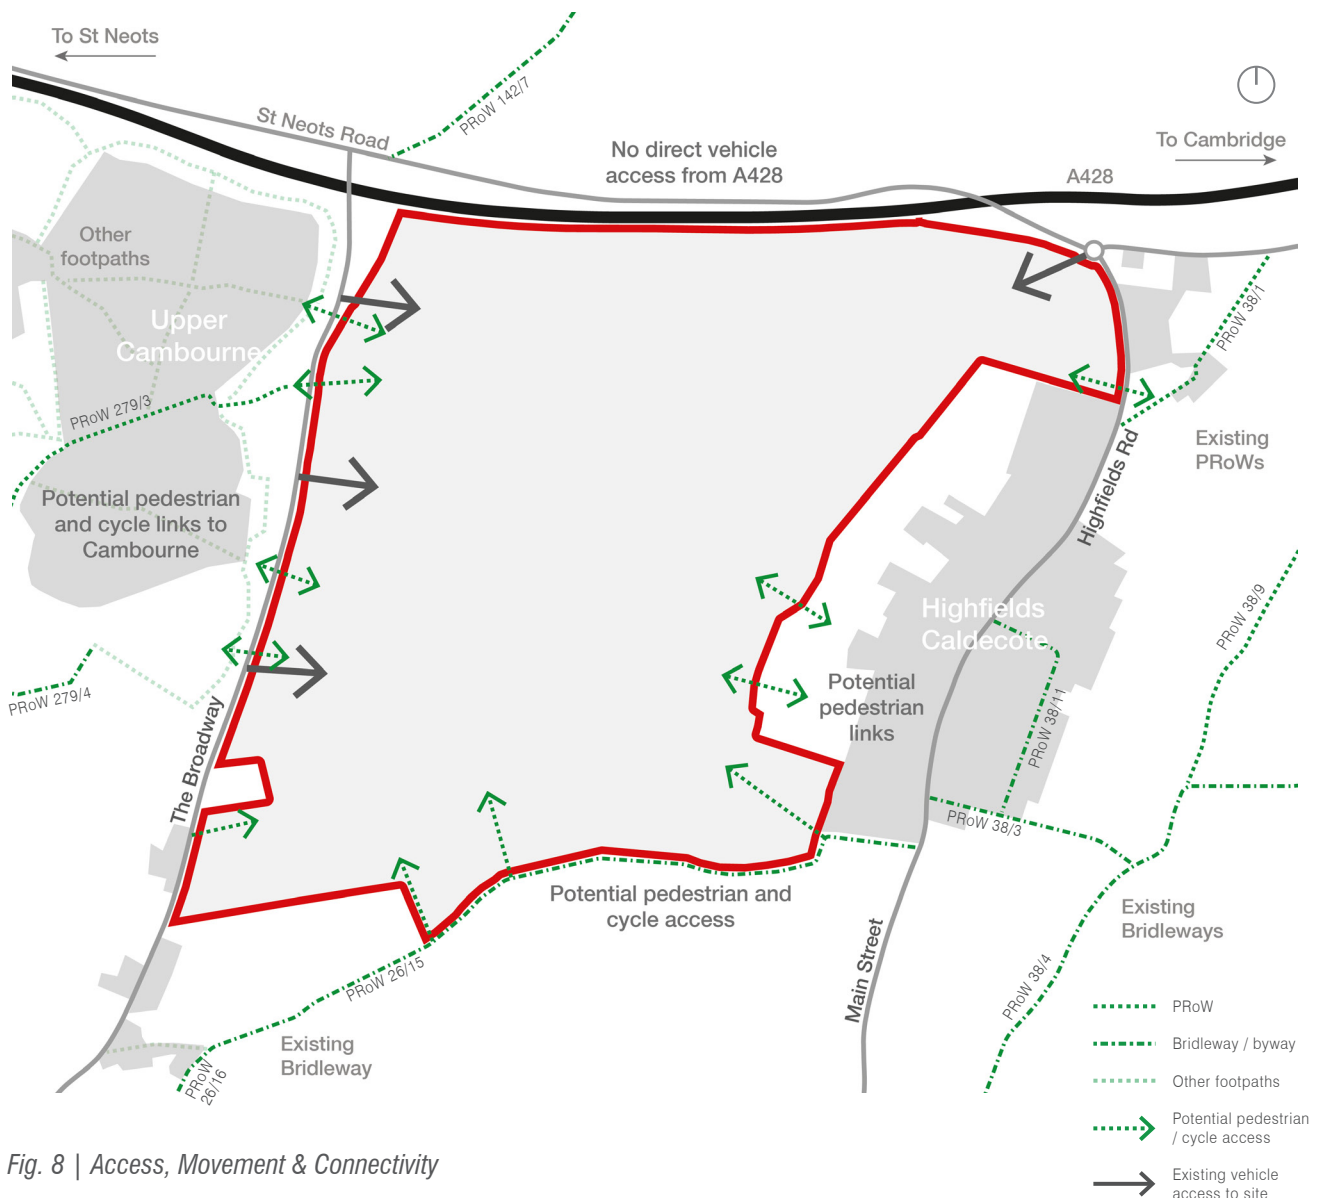 To St Neots
St Neots Road
PRoW 142/7
No direct vehicle
access from A428
To Cambridge
A428
Other
footpaths
Upper
Cambourne
PRoW 38/1
PRoW 279/3
Existing
PRoWs
Highfields Rd
Potential pedestrian
and cycle links to
Cambourne
Highfields
Caldecote
PRoW 38/9
PRoW 279/4
The Broadway
Potential
pedestrian
links
PRoW 38/11
PRoW 38/3
Potential pedestrian and
cycle access
Existing
Bridleways
Main Street
PRoW 38/4
PRoW 26/15
Existing
Bridleway
PRoW
26/16
PRoW
Bridleway / byway
Other footpaths
Potential pedestrian
/ cycle access
Existing vehicle
access to site
Fig. 8 | Access, Movement & Connectivity